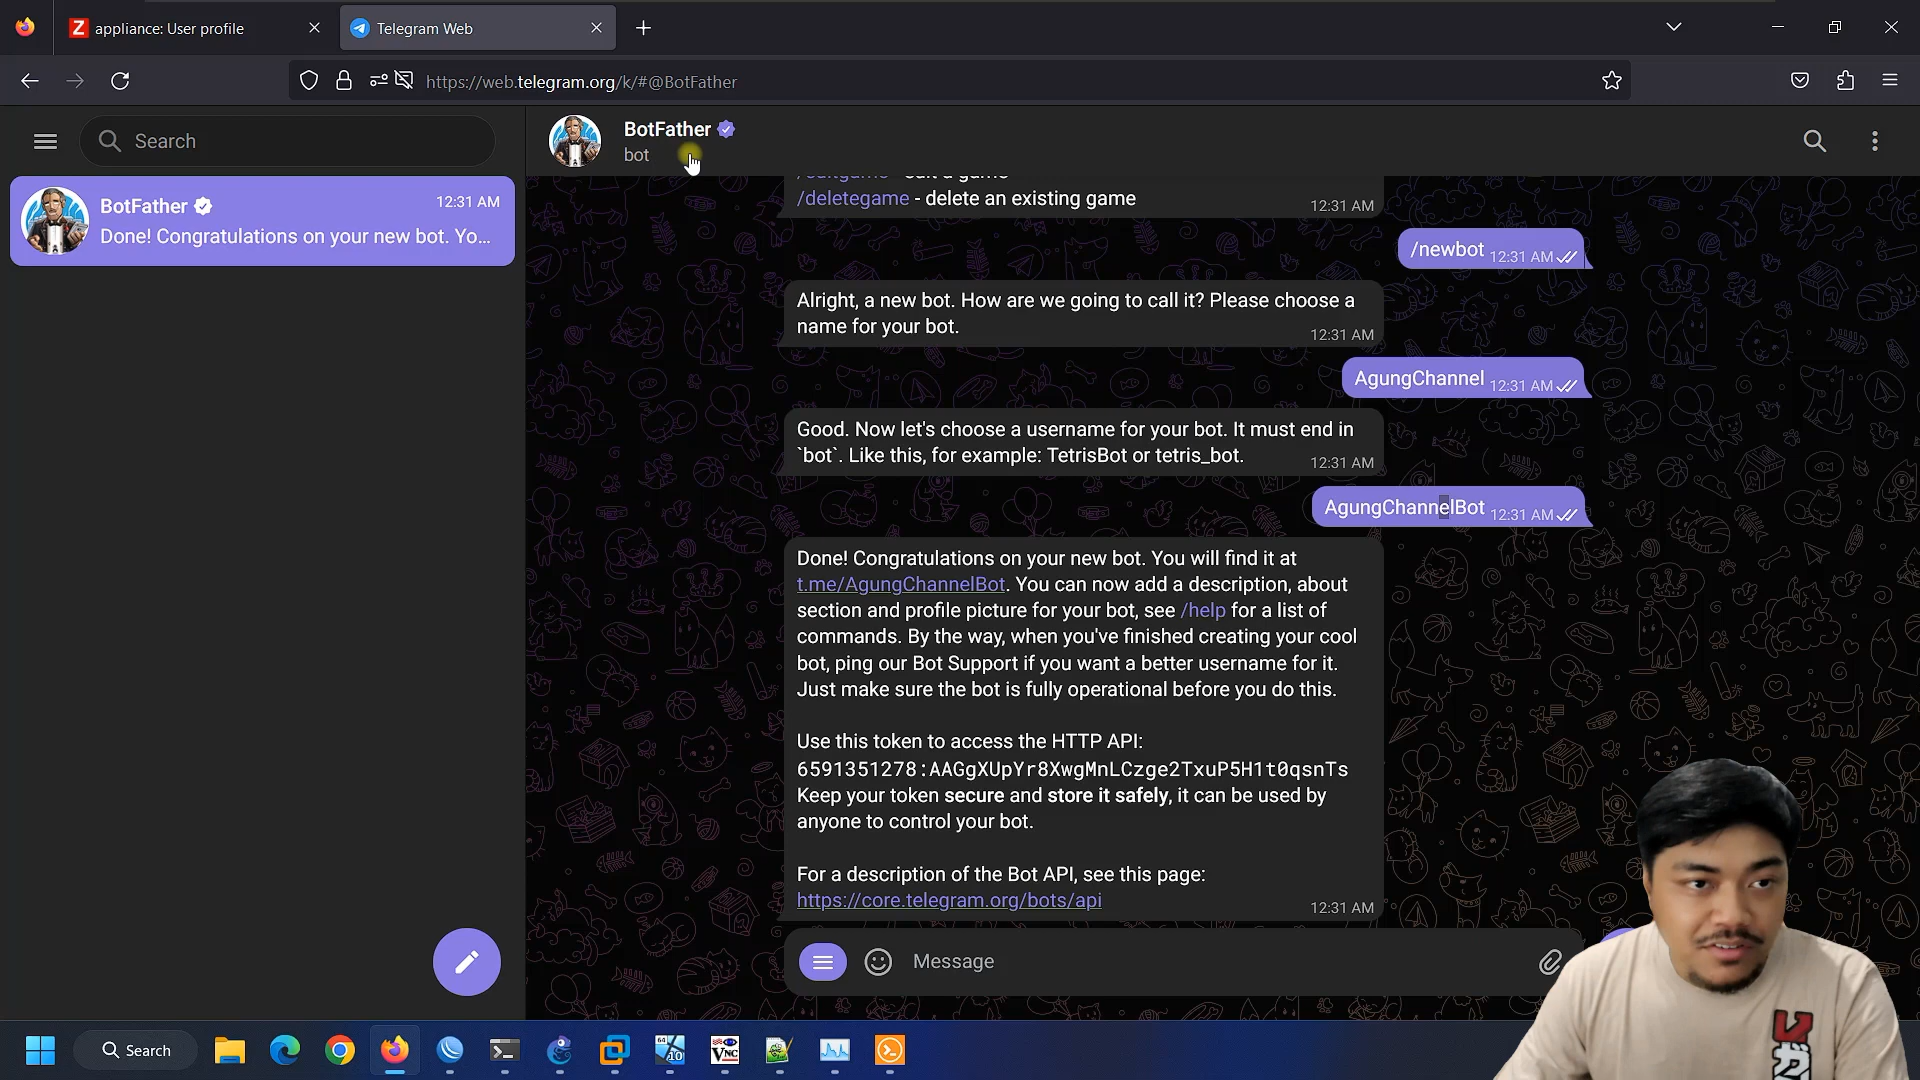 appliance: User profile
Telegram Web
https://web.telegram.org/k/#@BotFather
Search
BotFather
12:31 AM
Done! Congratulations on your new bot. Yo...
BotFather
bot
/deletegame - delete an existing game
12:31 AM
/newbot 12:31 AM
Alright, a new bot. How are we going to call it? Please choose a
name for your bot.
12:31 AM
AgungChannel 12:31 AM
Good. Now let's choose a username for your bot. It must end in
`bot`. Like this, for example: TetrisBot or tetris_bot.
12:31 AM
AgungChannelBot 12:31 AM
Done! Congratulations on your new bot. You will find it at
t.me/AgungChannelBot. You can now add a description, about
section and profile picture for your bot, see /help for a list of
commands. By the way, when you've finished creating your cool
bot, ping our Bot Support if you want a better username for it.
Just make sure the bot is fully operational before you do this.
Use this token to access the HTTP API:
6591351278:AAGgXUpYr8XwgMnLCzge2TxuP5H1t0qsnTs
Keep your token secure and store it safely, it can be used by
anyone to control your bot.
For a description of the Bot API, see this page:
https://core.telegram.org/bots/api
12:31 AM
Message
Search